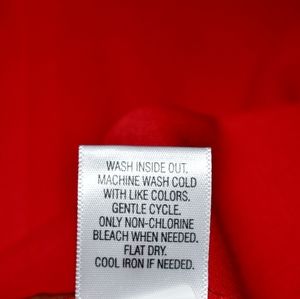 WASH INSIDE OUT.
MACHINE WASH COLD
WITH LIKE COLORS.
GENTLE CYCLE.
ONLY NON-CHLORINE
BLEACH WHEN NEEDED.
FLAT DRY.
COOL IRON IF NEEDED.